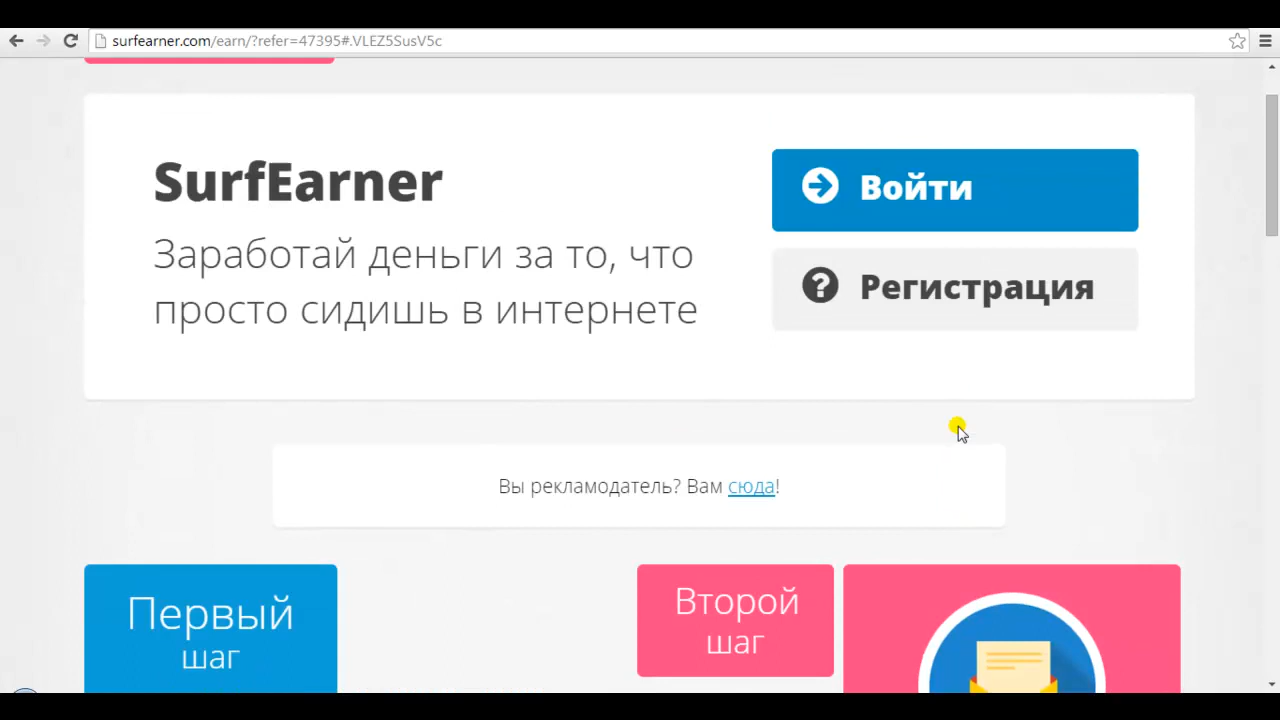 surfearner.com/earn/?refer=47395#.VLEZ5SusV5c
SurfEarner
Заработай деньги за то, что
просто сидишь в интернете
Войти
Регистрация
Вы рекламодатель? Вам сюда!
Первый
шаг
Второй
шаг